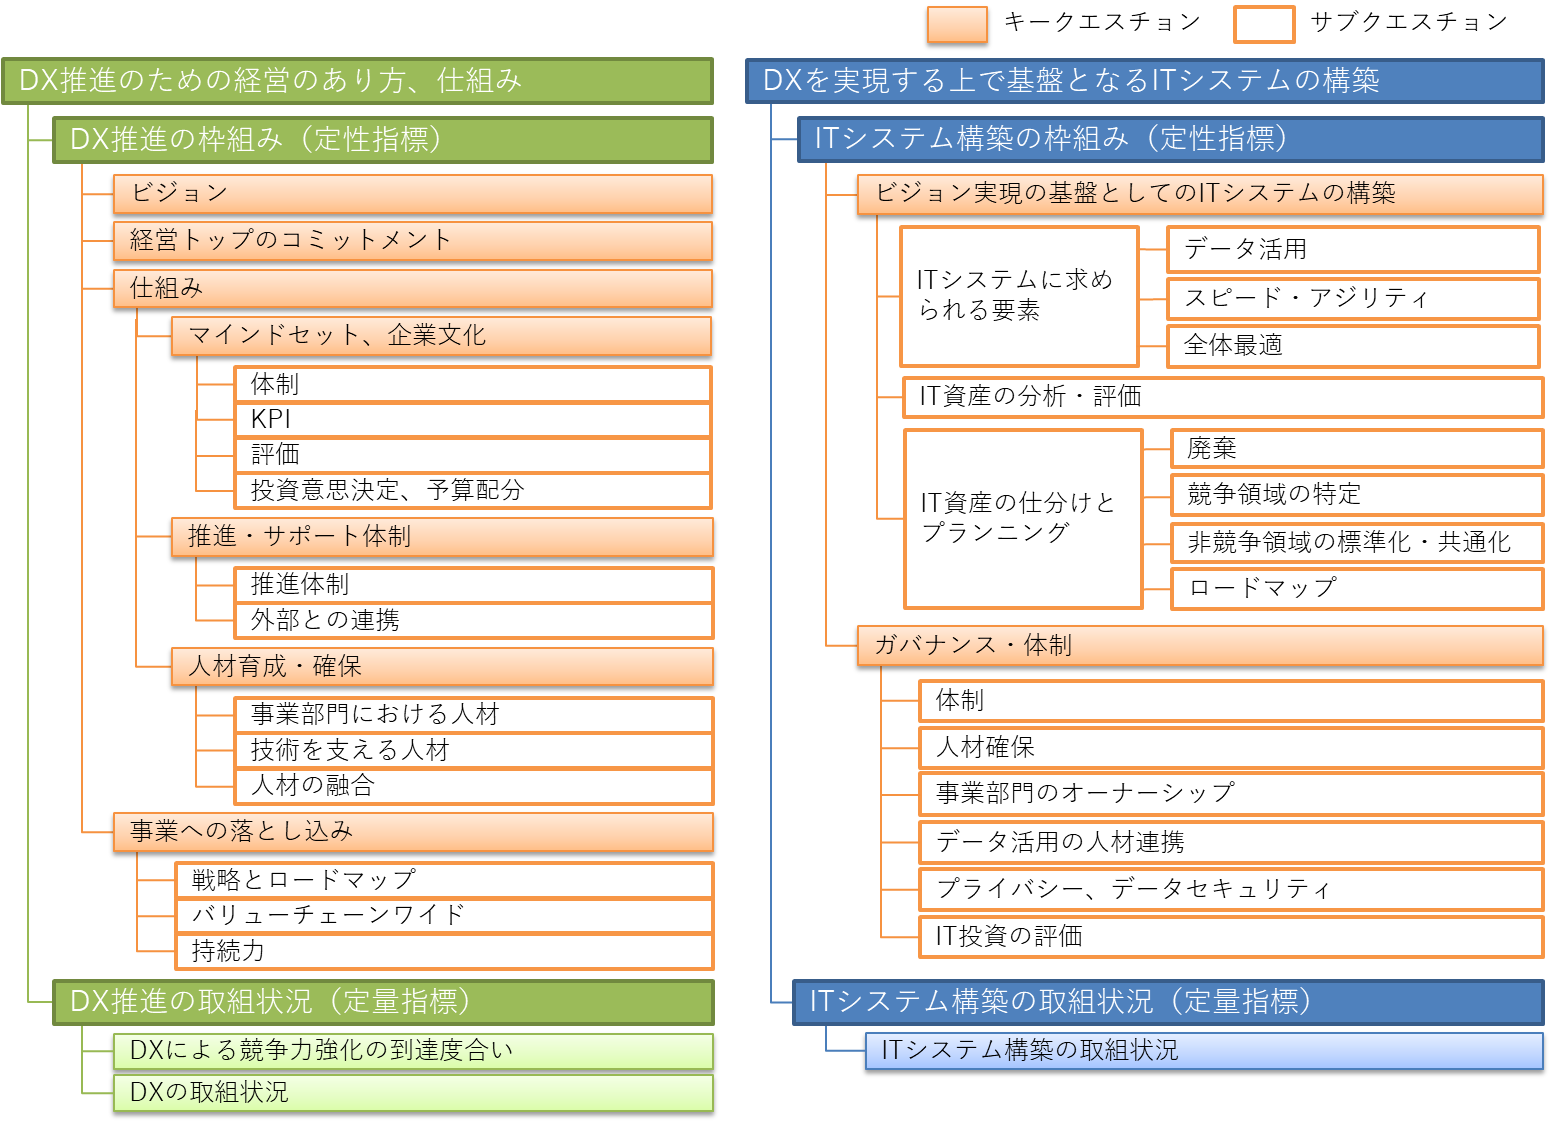 キークエスチョン
サブクエスチョン
DX推進のための経営のあり方、仕組み
DX推進の枠組み（定性指標）
ビジョン
経営トップのコミットメント
仕組み
マインドセット、企業文化
体制
KPI
評価
投資意思決定、予算配分
推進・サポート体制
推進体制
外部との連携
人材育成・確保
事業部門における人材
技術を支える人材
人材の融合
事業への落とし込み
戦略とロードマップ
バリューチェーンワイド
持続力
DX推進の取組状況（定量指標）
DXによる競争力強化の到達度合い
DXの取組状況
DXを実現する上で基盤となるITシステムの構築
ITシステム構築の枠組み（定性指標）
ビジョン実現の基盤としてのITシステムの構築
ITシステムに求め
られる要素
データ活用
スピード・アジリティ
全体最適
IT資産の分析・評価
IT資産の仕分けと
プランニング
廃棄
競争領域の特定
非競争領域の標準化・共通化
ロードマップ
ガバナンス・体制
体制
人材確保
事業部門のオーナーシップ
データ活用の人材連携
プライバシー、データセキュリティ
IT投資の評価
ITシステム構築の取組状況（定量指標）
ITシステム構築の取組状況